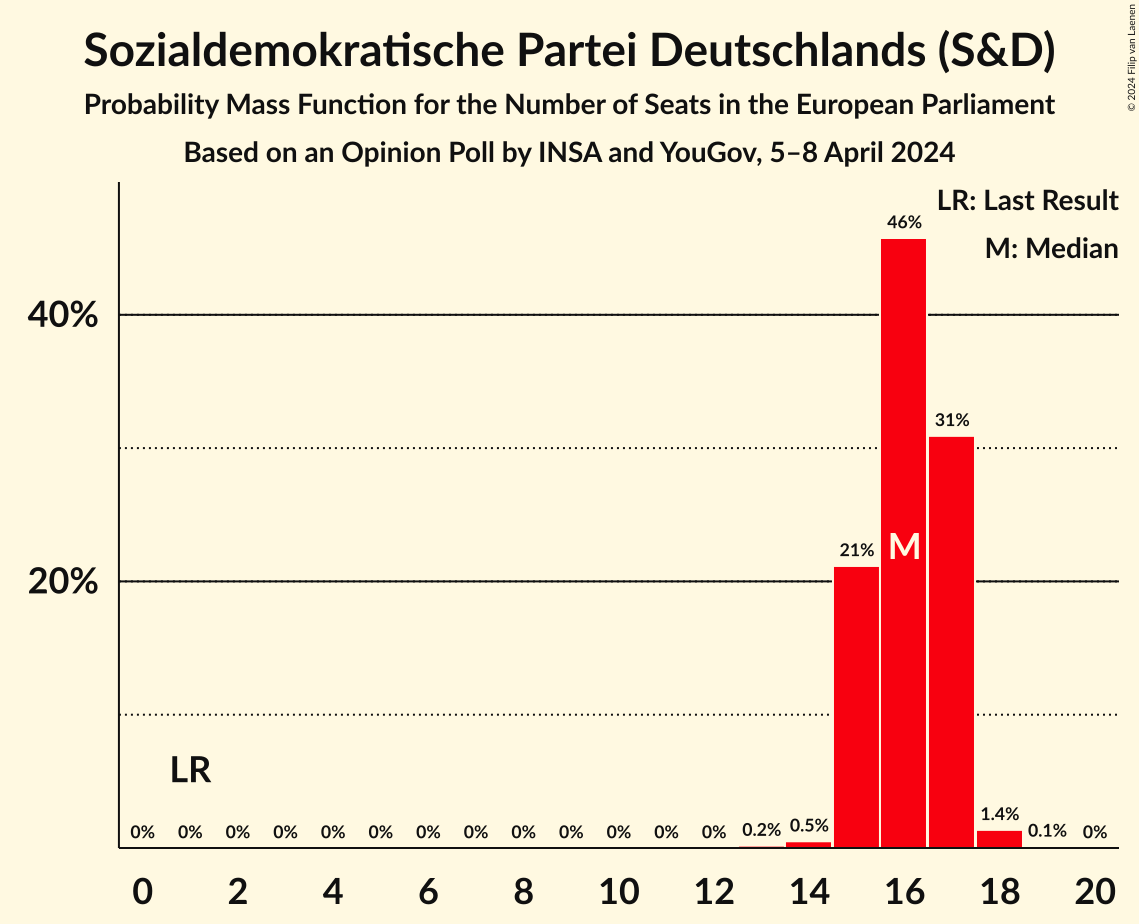 Sozialdemokratische Partei Deutschlands (S&D)
Probability Mass Function for the Number of Seats in the European Parliament
Based on an Opinion Poll by INSA and YouGov, 5–8 April 2024
© 2024 Filip van Laenen
LR: Last Result
M: Median
46%
40%
31%
21%
M
20%
LR
0% 0% 0% 0% 0% 0% 0% 0% 0% 0% 0% 0% 0% 0.2% 0.5% 1.4% 0.1% 0%
0 2 4 6 8 10 12 14 16 18 20